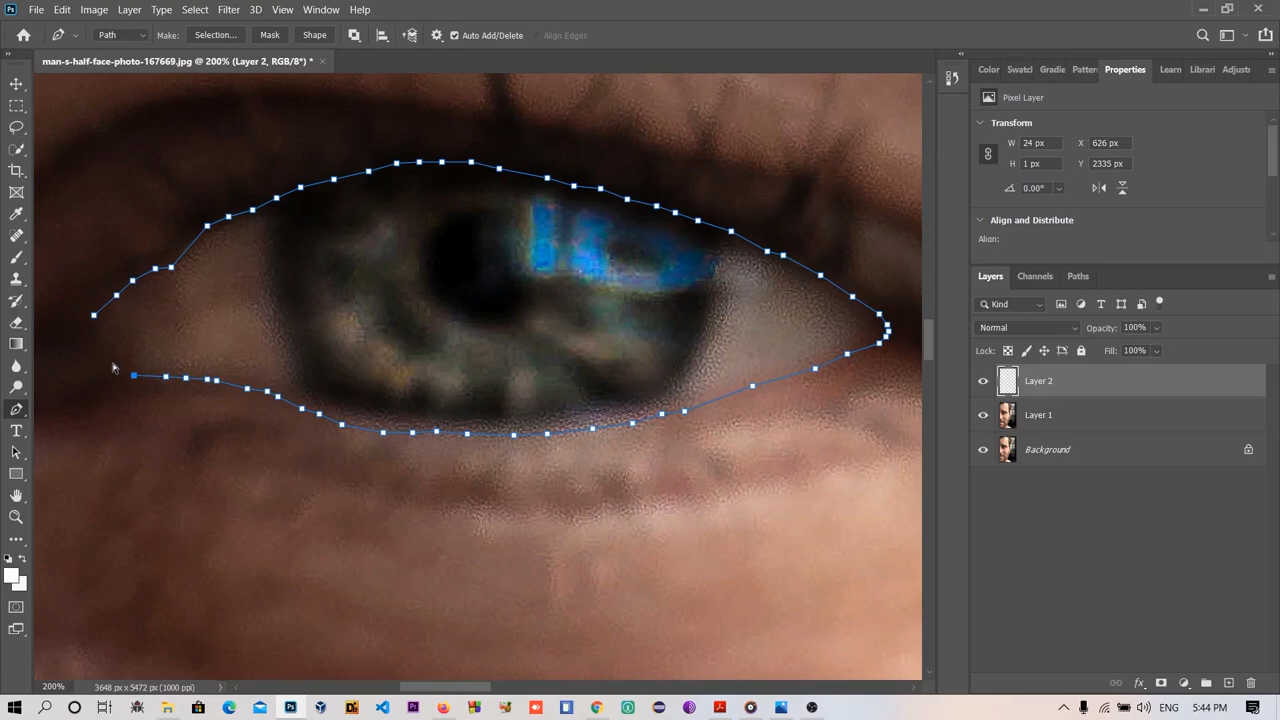 Ps File Edit Image Layer Type Select Filter 3D View Window Help
Path Make: Selection... Mask Shape Auto Add/Delete Align Edges
man-s-half-face-photo-167669.jpg @ 200% (Layer 2, RGB/8*) * ×
Color Swatcl Gradie Patterr Properties Learn Librari Adjustı
Pixel Layer
Transform
W 24 px X 626 px
H 1 px Y 2335 px
0.00°
Align and Distribute
Align:
Layers Channels Paths
Kind
Normal Opacity: 100%
Lock: Fill: 100%
Layer 2
Layer 1
Background
200% 3648 px x 5472 px (1000 ppi)
ENG 5:44 PM